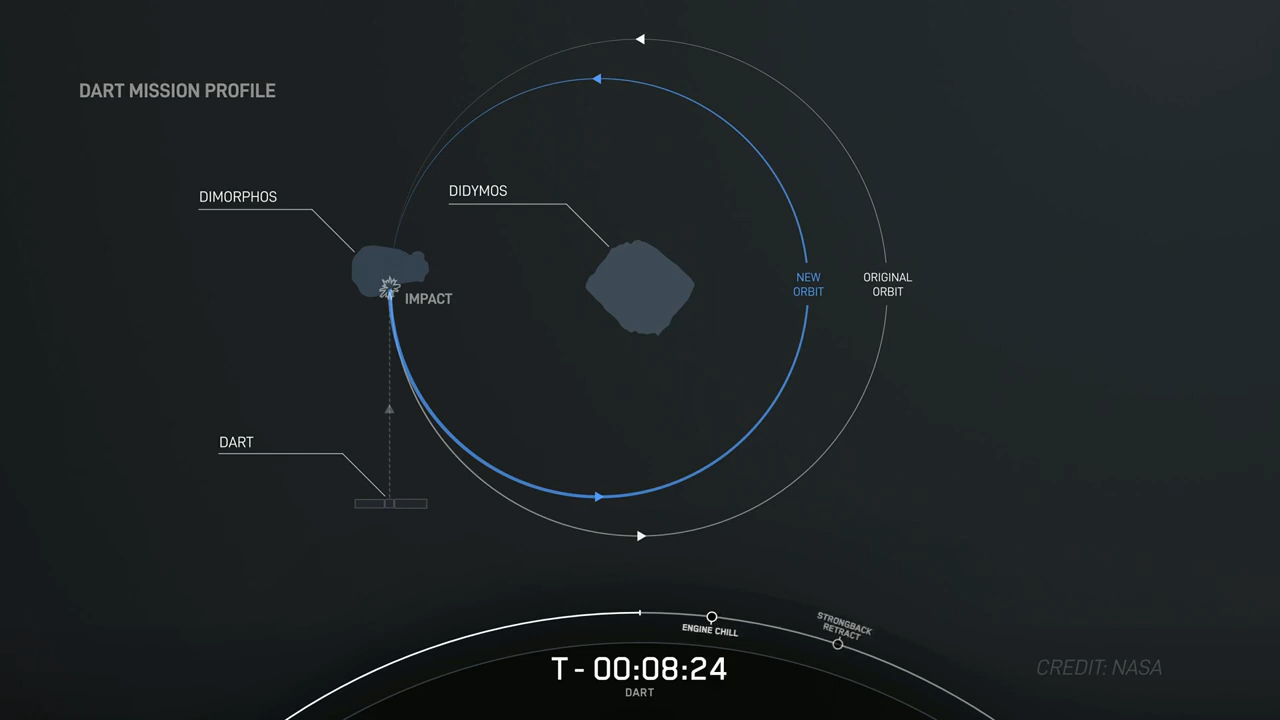 DART MISSION PROFILE
DIMORPHOS
DIDYMOS
NEW
ORBIT
ORIGINAL
ORBIT
IMPACT
DART
ENGINE CHILL
STRONGBACK
RETRACT
T - 00:08:24
DART
CREDIT: NASA